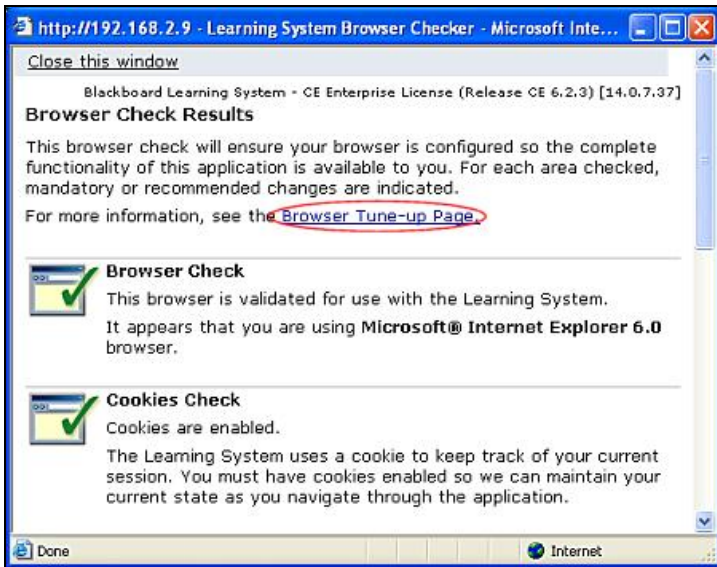 http://192.168.2.9 - Learning System Browser Checker - Microsoft Inte...
Close this window
Blackboard Learning System - CE Enterprise License (Release CE 6.2.3) [14.0.7.37]
Browser Check Results
This browser check will ensure your browser is configured so the complete
functionality of this application is available to you. For each area checked,
mandatory or recommended changes are indicated.
For more information, see the Browser Tune-up Page.
Browser Check
This browser is validated for use with the Learning System.
It appears that you are using Microsoft® Internet Explorer 6.0
browser.
Cookies Check
Cookies are enabled.
The Learning System uses a cookie to keep track of your current
session. You must have cookies enabled so we can maintain your
current state as you navigate through the application.
Done
Internet